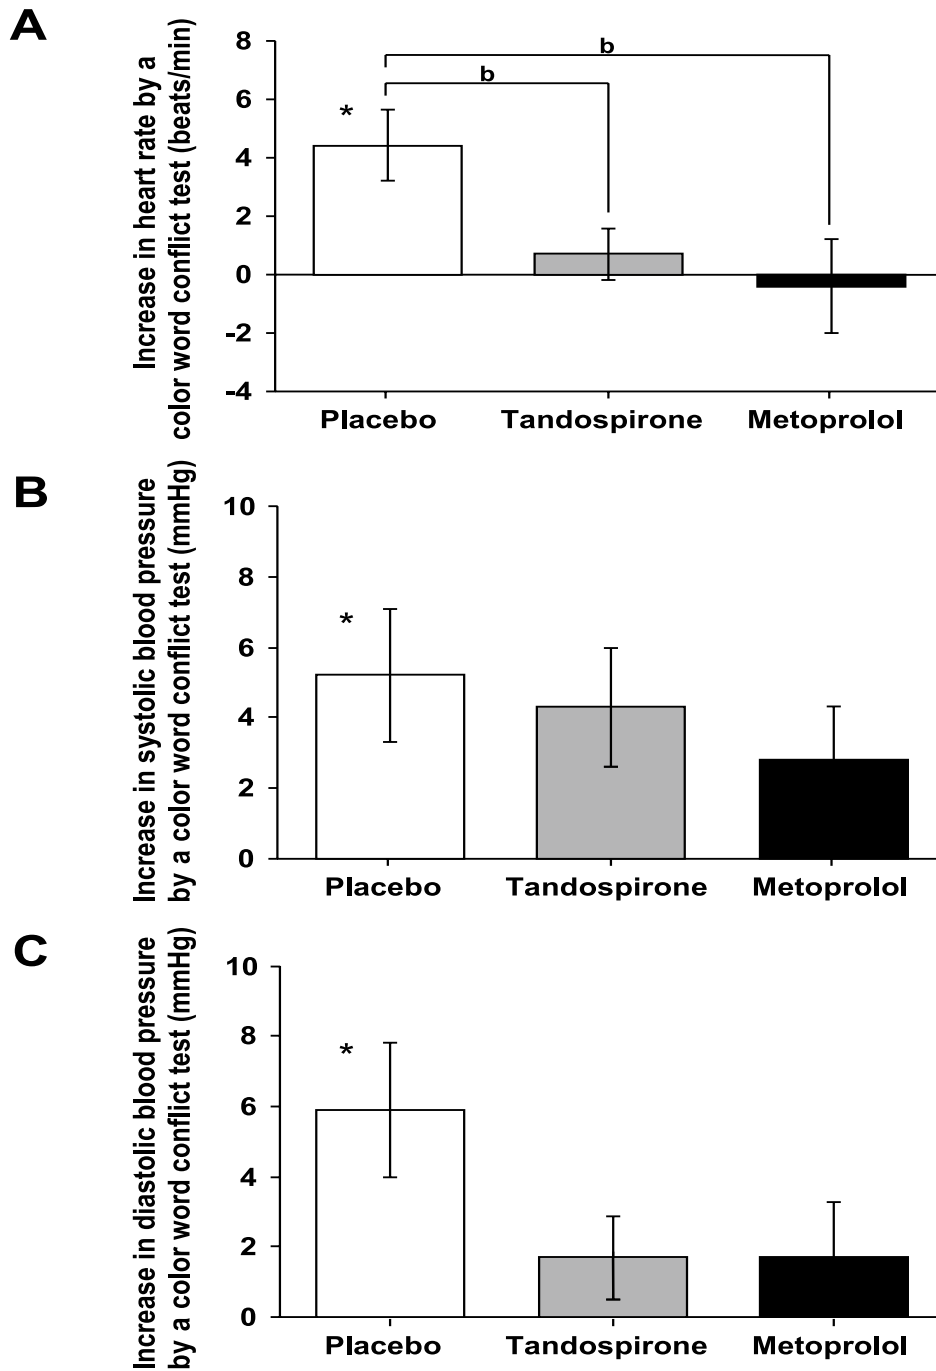 A
Increase in heart rate by a
color word conflict test (beats/min)
8
6
4
2
0
-2
-4
b
b
*
Placebo Tandospirone Metoprolol
B
Increase in systolic blood pressure
by a color word conflict test (mmHg)
10
8
6
4
2
0
*
Placebo Tandospirone Metoprolol
C
Increase in diastolic blood pressure
by a color word conflict test (mmHg)
10
8
6
4
2
0
*
Placebo Tandospirone Metoprolol